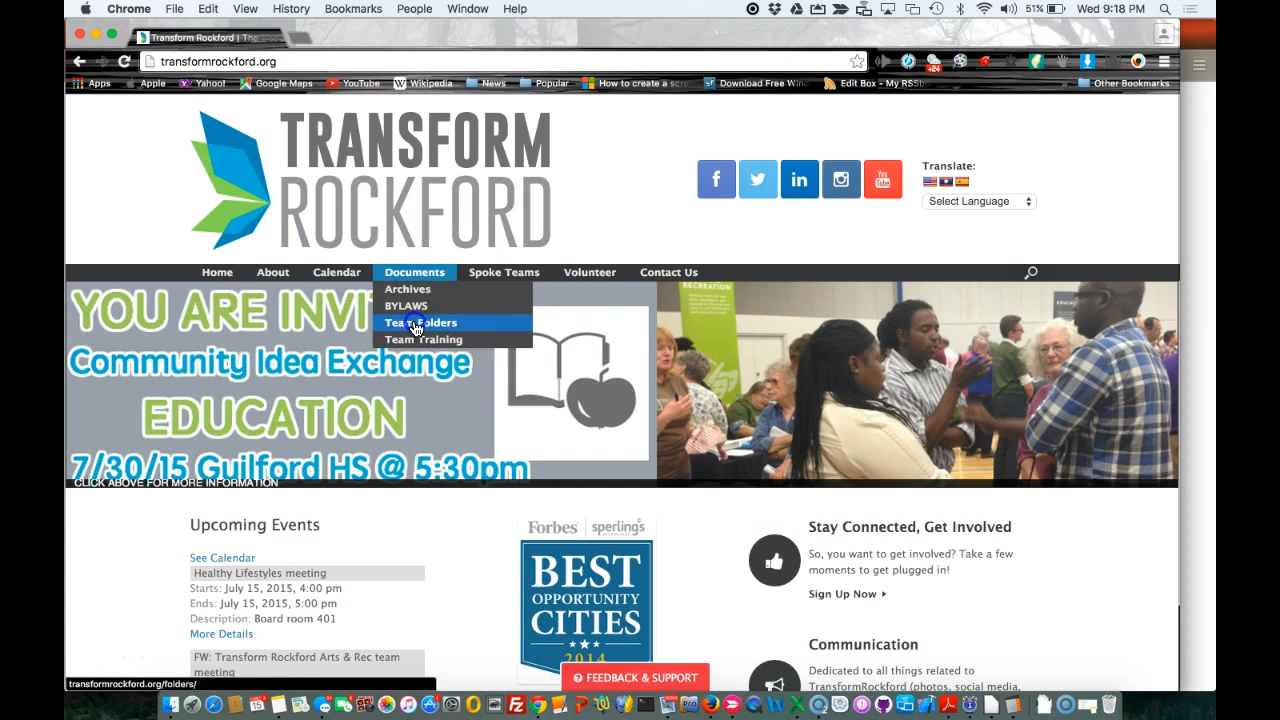 Chrome File Edit View History Bookmarks People Window Help 51% Wed 9:18 PM
Transform Rockford | The
transformrockford.org
Apps Apple Yahoo! Google Maps YouTube Wikipedia News Popular How to create a scre Download Free Win Edit Box - My RSS Other Bookmarks
TRANSFORM
ROCKFORD
Translate:
Select Language
f in You Tube
Home About Calendar Documents Spoke Teams Volunteer Contact Us
Archives
BYLAWS
Team Folders
Team Training
YOU ARE INVI
Community Idea Exchange
EDUCATION
7/30/15 Guilford HS @ 5:30pm
CLICK ABOVE FOR MORE INFORMATION
RECREATION
Upcoming Events
See Calendar
Healthy Lifestyles meeting
Starts: July 15, 2015, 4:00 pm
Ends: July 15, 2015, 5:00 pm
Description: Board room 401
More Details
FW: Transform Rockford Arts & Rec team
meeting
Forbes sperling's
BEST
OPPORTUNITY
CITIES
2014
Stay Connected, Get Involved
So, you want to get involved? Take a few
moments to get plugged in!
Sign Up Now
Communication
Dedicated to all things related to
TransformRockford (photos, social media,
FEEDBACK & SUPPORT
transformrockford.org/folders/